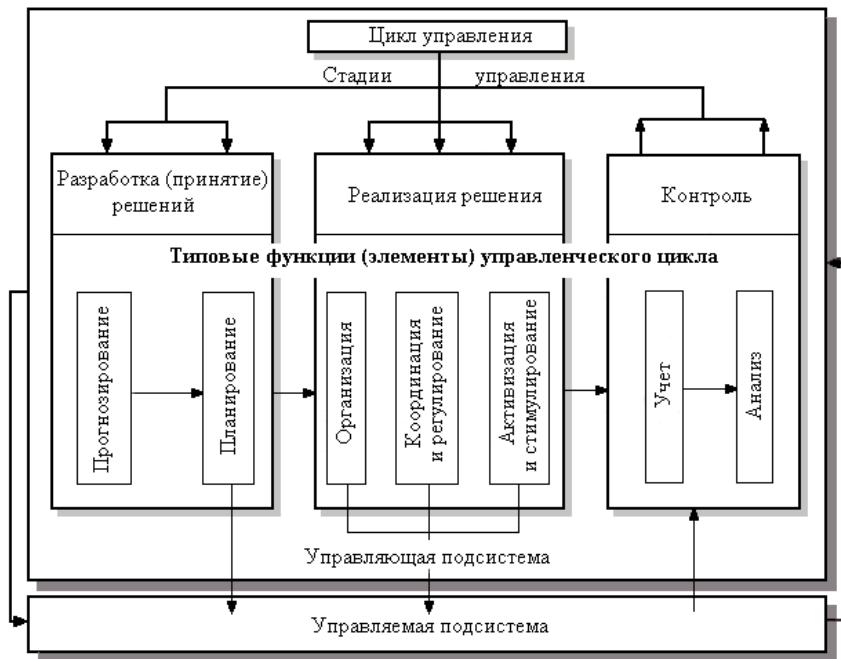 Цикл управления
Стадии управления
Разработка (принятие)
решений
Реализация решения
Контроль
Типовые функции (элементы) управленческого цикла
Прогнозирование
Планирование
Организация
Координация
и регулирование
Активизация
и стимулирование
Учет
Анализ
Управляющая подсистема
Управляемая подсистема